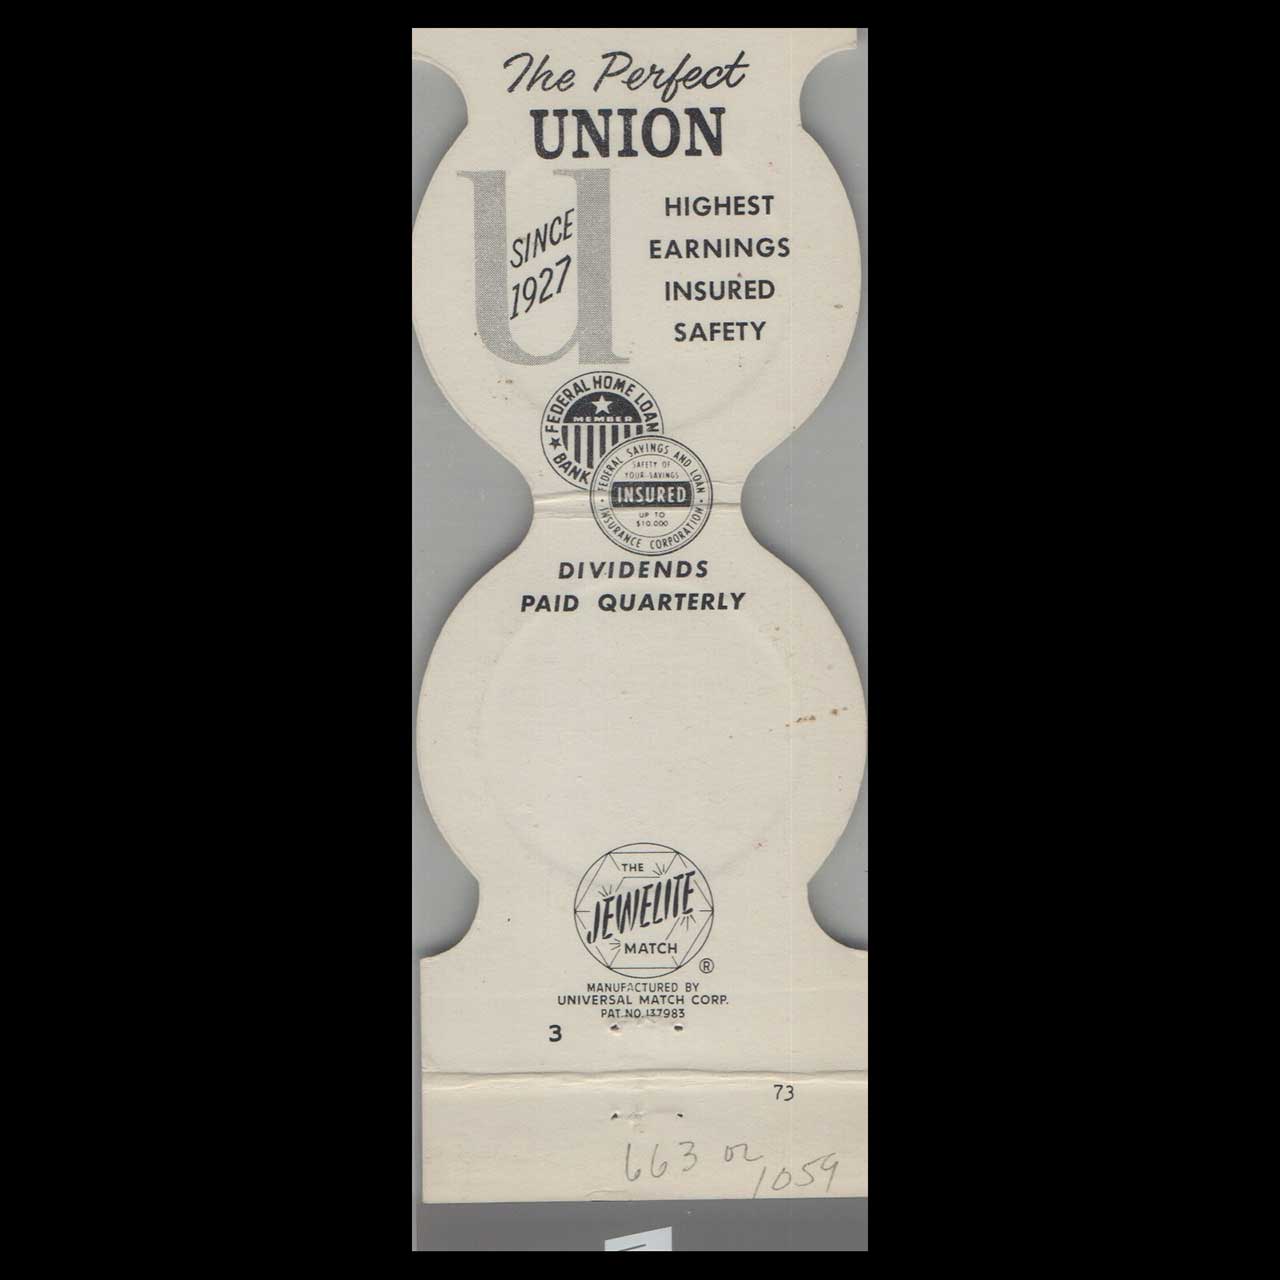 The Perfect
UNION
u
SINCE
1927
HIGHEST
EARNINGS
INSURED
SAFETY
FEDERAL HOME LOAN BANK
MEMBER
FEDERAL SAVINGS AND LOAN INSURANCE CORPORATION
SAFETY OF
YOUR SAVINGS
INSURED
UP TO
$10,000
DIVIDENDS
PAID QUARTERLY
THE
JEWELITE
MATCH
®
MANUFACTURED BY
UNIVERSAL MATCH CORP.
PAT. NO. 137983
3
73
663 or
1059